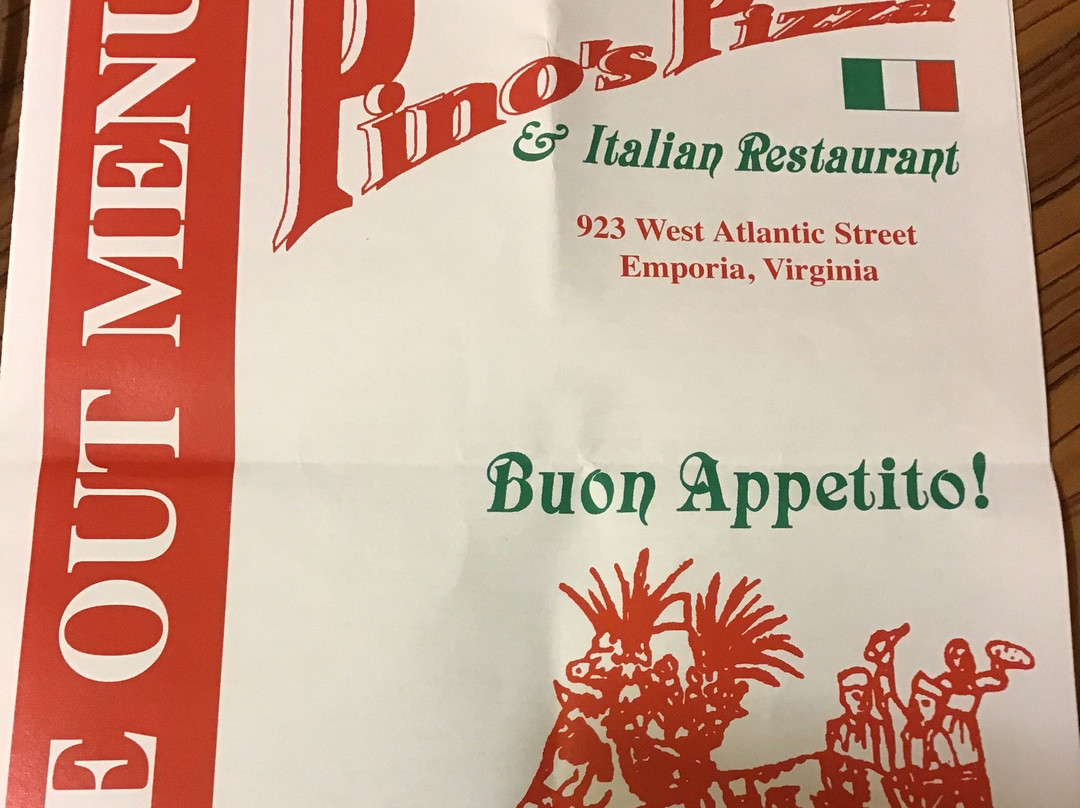 Pino's Pizza
& Italian Restaurant
923 West Atlantic Street
Emporia, Virginia
Buon Appetito!
E OUT MENU